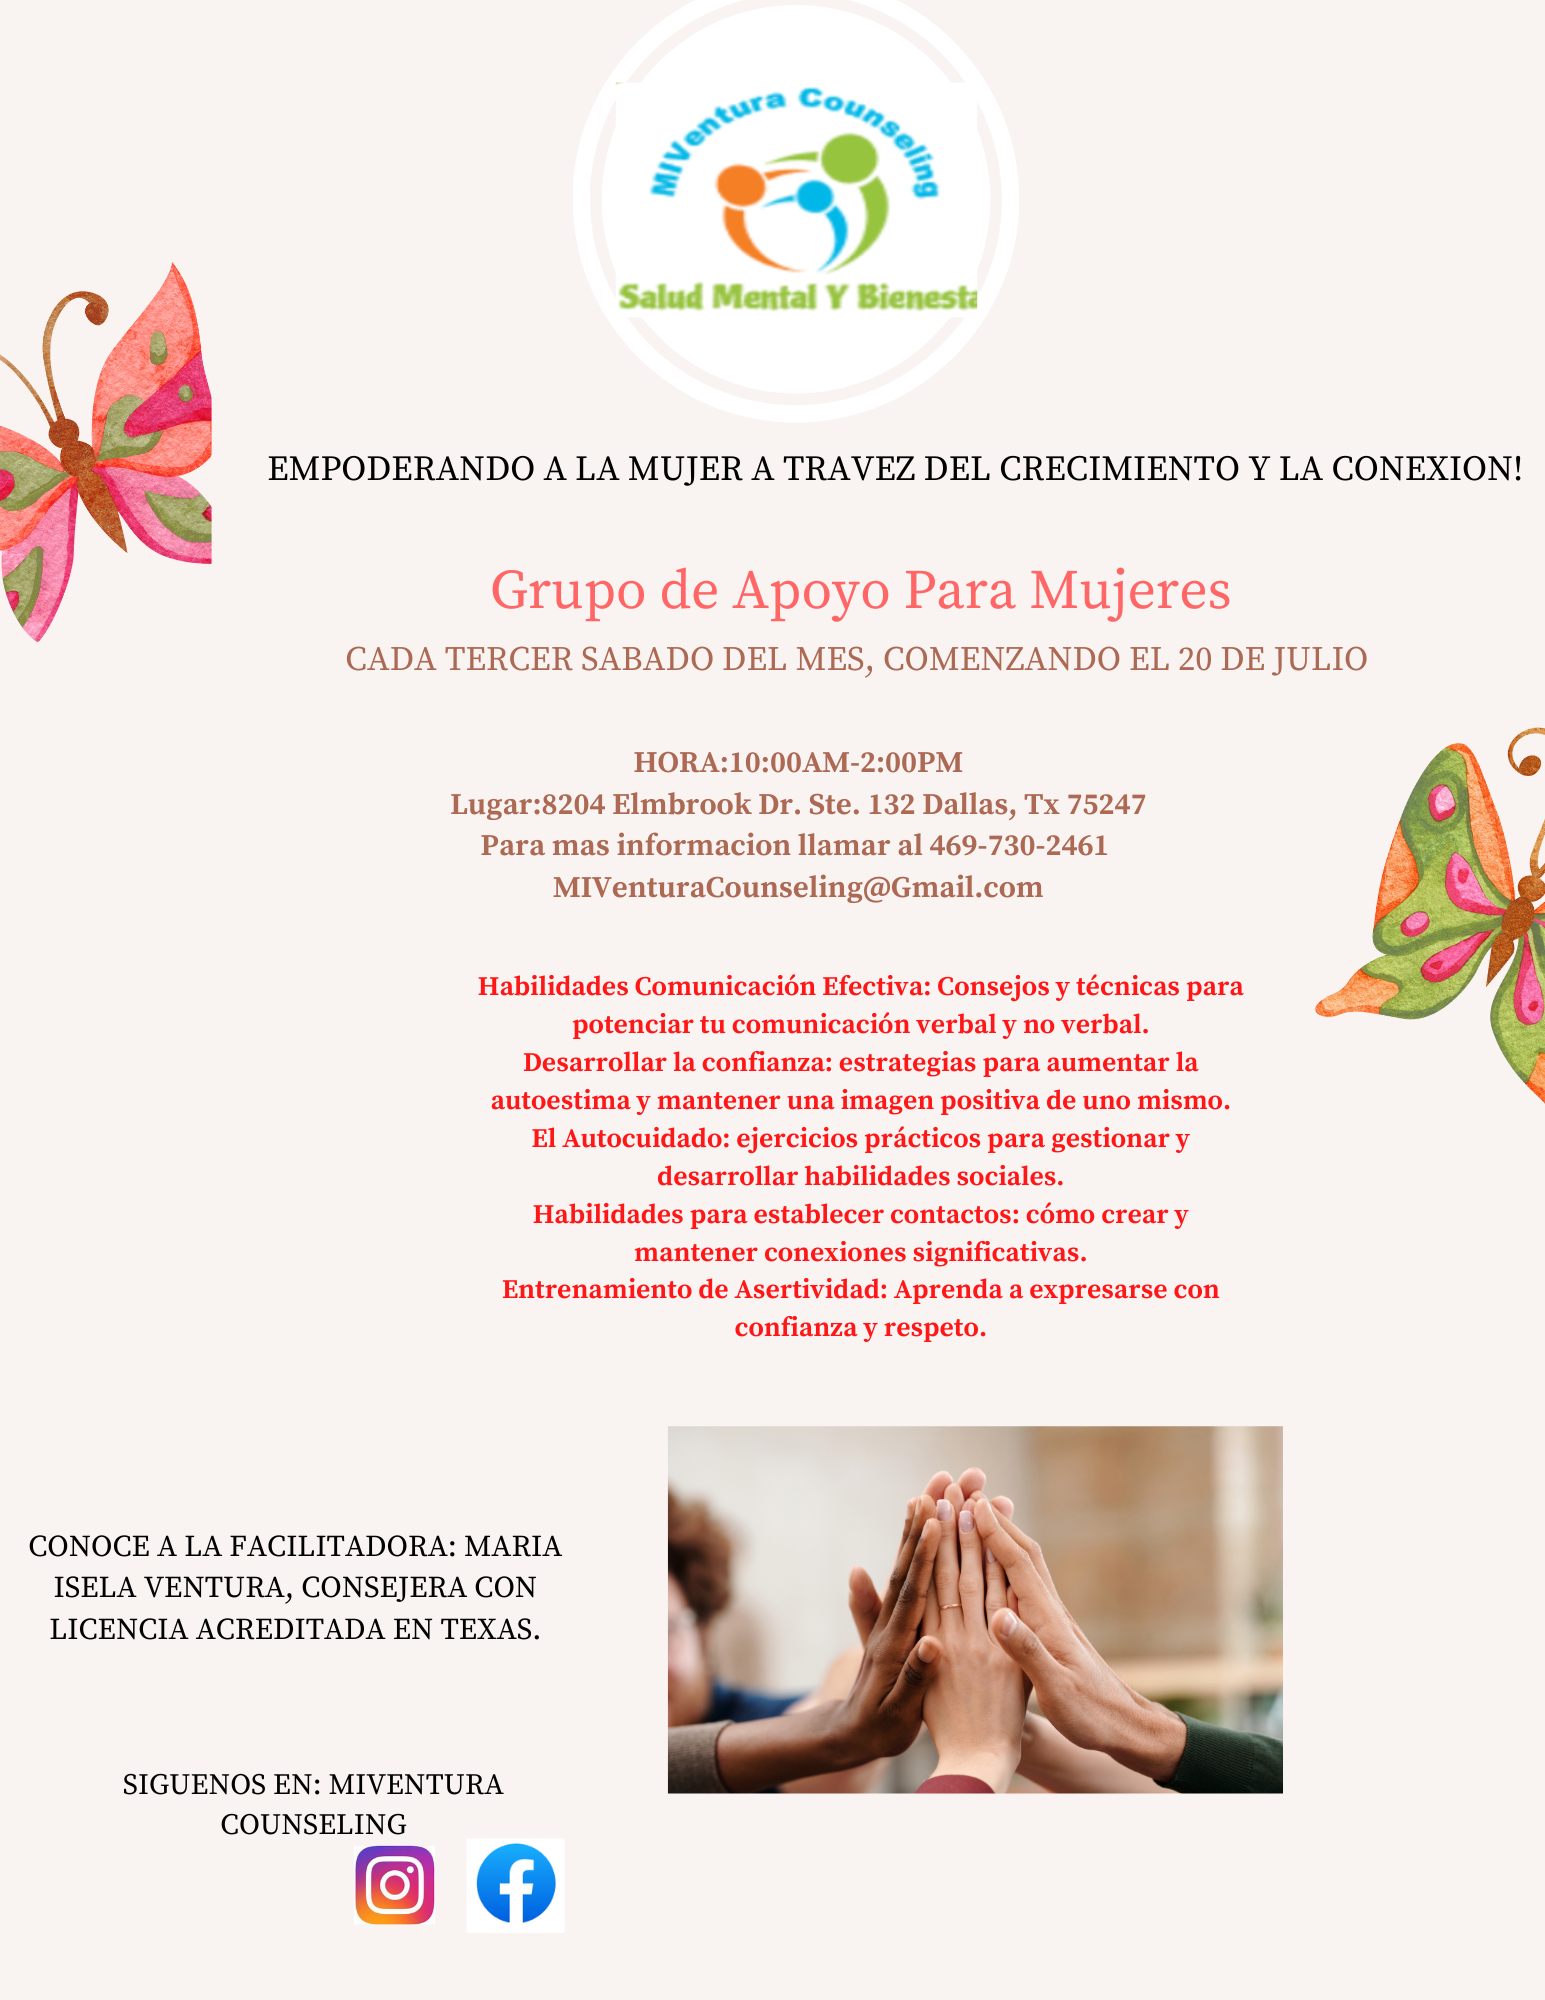 MIVentura Counseling
Salud Mental Y Bienesta
EMPODERANDO A LA MUJER A TRAVEZ DEL CRECIMIENTO Y LA CONEXION!
Grupo de Apoyo Para Mujeres
CADA TERCER SABADO DEL MES, COMENZANDO EL 20 DE JULIO
HORA:10:00AM-2:00PM
Lugar:8204 Elmbrook Dr. Ste. 132 Dallas, Tx 75247
Para mas informacion llamar al 469-730-2461
MIVenturaCounseling@Gmail.com
Habilidades Comunicación Efectiva: Consejos y técnicas para
potenciar tu comunicación verbal y no verbal.
Desarrollar la confianza: estrategias para aumentar la
autoestima y mantener una imagen positiva de uno mismo.
El Autocuidado: ejercicios prácticos para gestionar y
desarrollar habilidades sociales.
Habilidades para establecer contactos: cómo crear y
mantener conexiones significativas.
Entrenamiento de Asertividad: Aprenda a expresarse con
confianza y respeto.
CONOCE A LA FACILITADORA: MARIA
ISELA VENTURA, CONSEJERA CON
LICENCIA ACREDITADA EN TEXAS.
SIGUENOS EN: MIVENTURA
COUNSELING